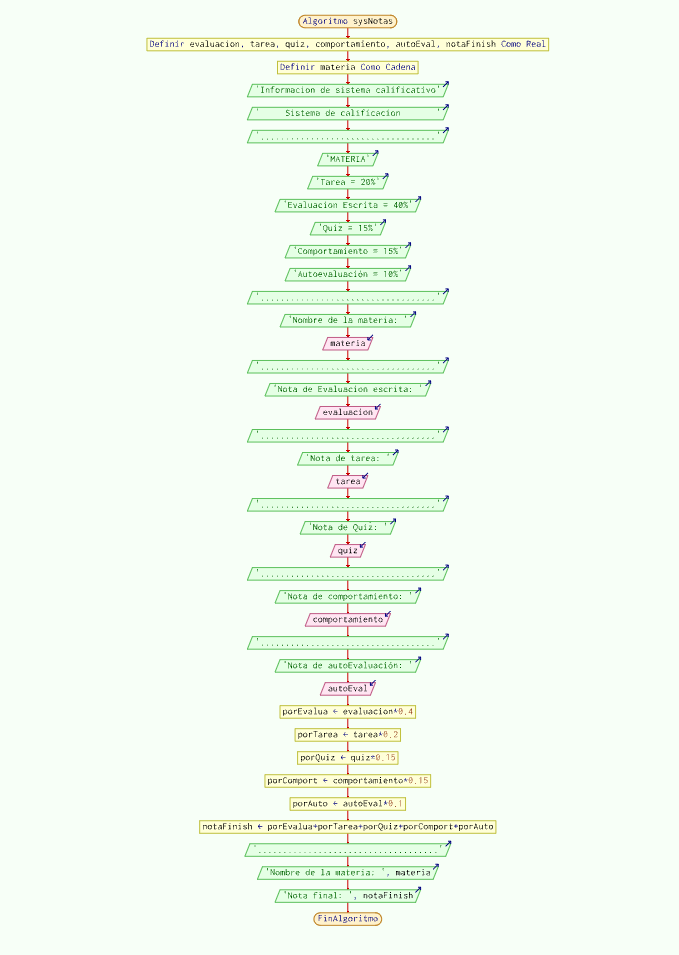 Algoritmo sysNotas
Definir evaluacion, tarea, quiz, comportamiento, autoEval, notaFinish Como Real
Definir materia Como Cadena
'Informacion de sistema calificativo'
'     Sistema de calificacion       '
'...................................'
'MATERIA'
'Tarea = 20%'
'Evaluacion Escrita = 40%'
'Quiz = 15%'
'Comportamiento = 15%'
'Autoevaluación = 10%'
'...................................'
'Nombre de la materia: '
materia
'...................................'
'Nota de Evaluacion escrita: '
evaluacion
'...................................'
'Nota de tarea: '
tarea
'...................................'
'Nota de Quiz: '
quiz
'...................................'
'Nota de comportamiento: '
comportamiento
'...................................'
'Nota de autoEvaluación: '
autoEval
porEvalua ← evaluacion*0.4
porTarea ← tarea*0.2
porQuiz ← quiz*0.15
porComport ← comportamiento*0.15
porAuto ← autoEval*0.1
notaFinish ← porEvalua+porTarea+porQuiz+porComport+porAuto
'....................................'
'Nombre de la materia: ', materia
'Nota final: ', notaFinish
FinAlgoritmo